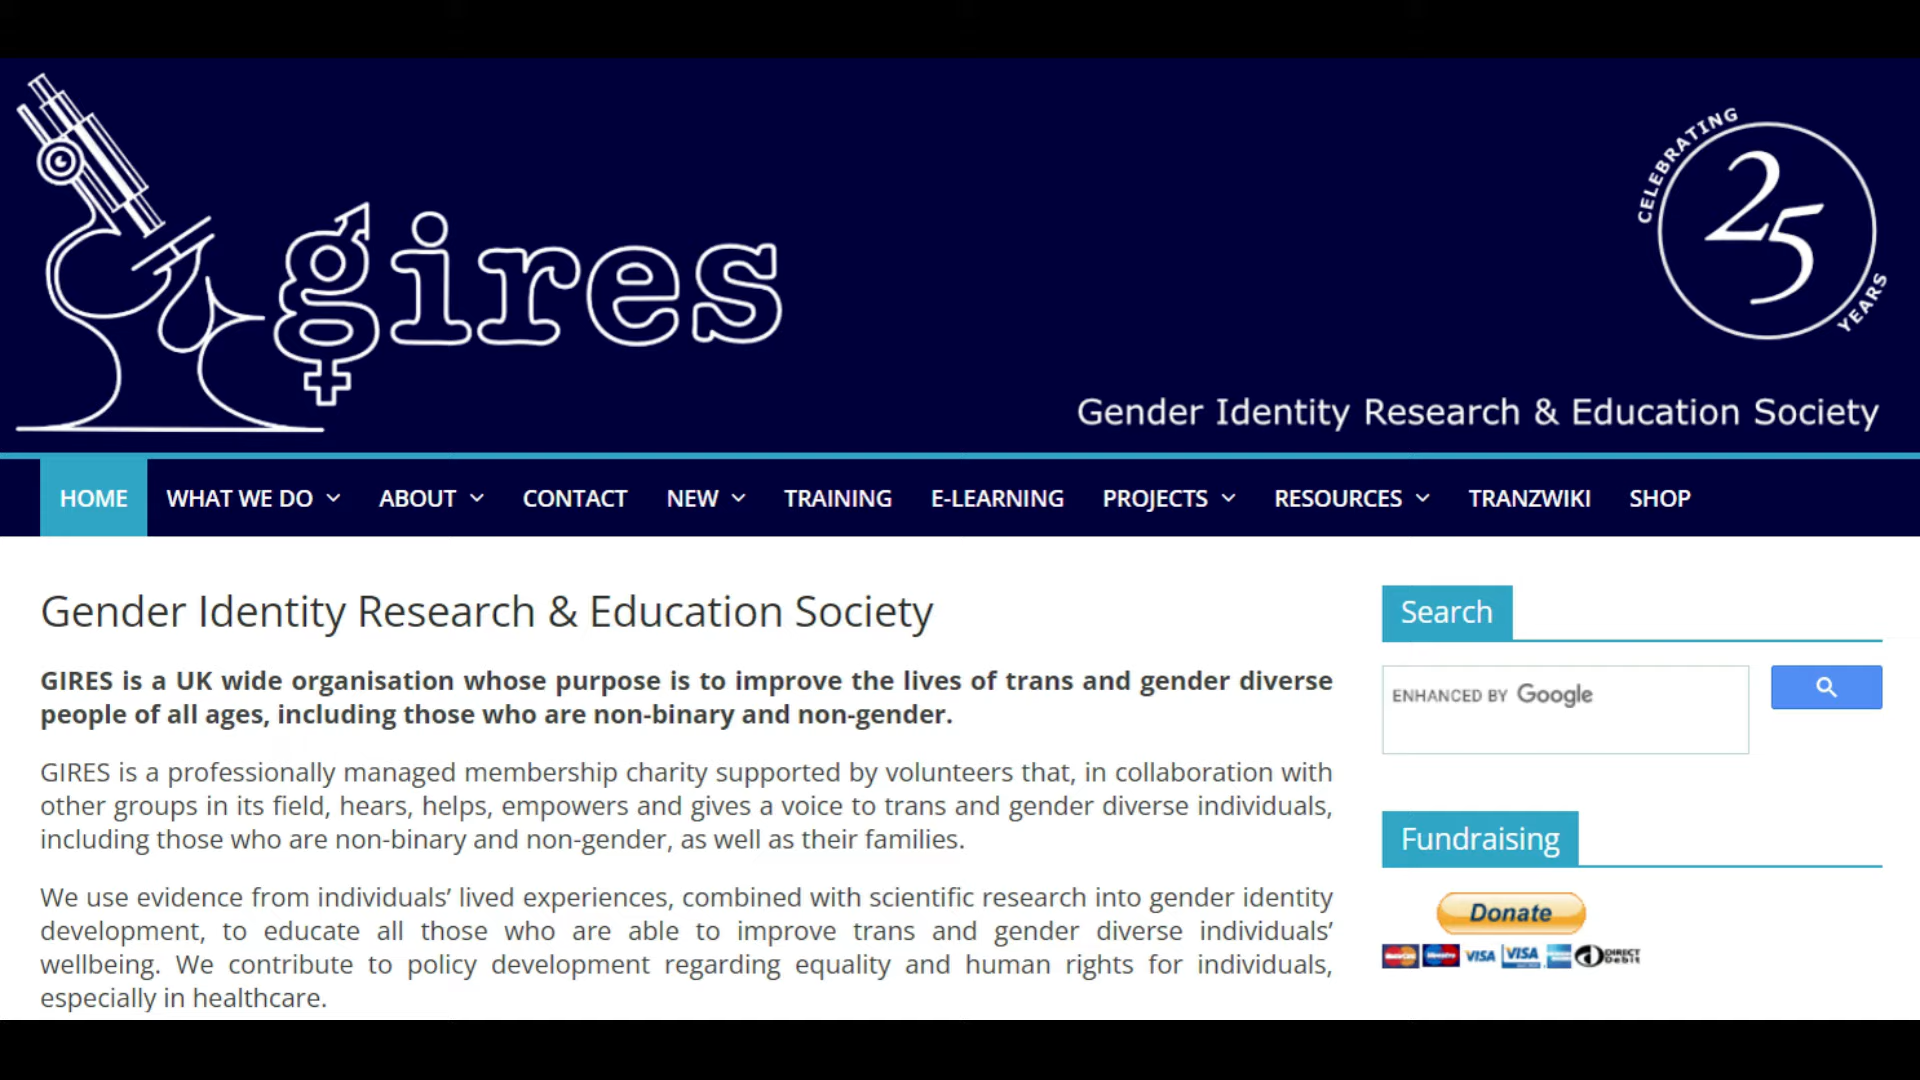 CELEBRATING
25
YEARS
gires
Gender Identity Research & Education Society
HOME WHAT WE DO ABOUT CONTACT NEW TRAINING E-LEARNING PROJECTS RESOURCES TRANZWIKI SHOP
Gender Identity Research & Education Society
GIRES is a UK wide organisation whose purpose is to improve the lives of trans and gender diverse
people of all ages, including those who are non-binary and non-gender.
GIRES is a professionally managed membership charity supported by volunteers that, in collaboration with
other groups in its field, hears, helps, empowers and gives a voice to trans and gender diverse individuals,
including those who are non-binary and non-gender, as well as their families.
We use evidence from individuals’ lived experiences, combined with scientific research into gender identity
development, to educate all those who are able to improve trans and gender diverse individuals’
wellbeing. We contribute to policy development regarding equality and human rights for individuals,
especially in healthcare.
Search
ENHANCED BY Google
Fundraising
Donate
VISA VISA DIRECT
Debit